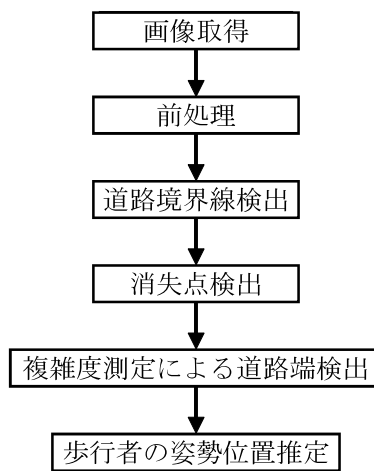 画像取得
前処理
道路境界線検出
消失点検出
複雑度測定による道路端検出
歩行者の姿勢位置推定